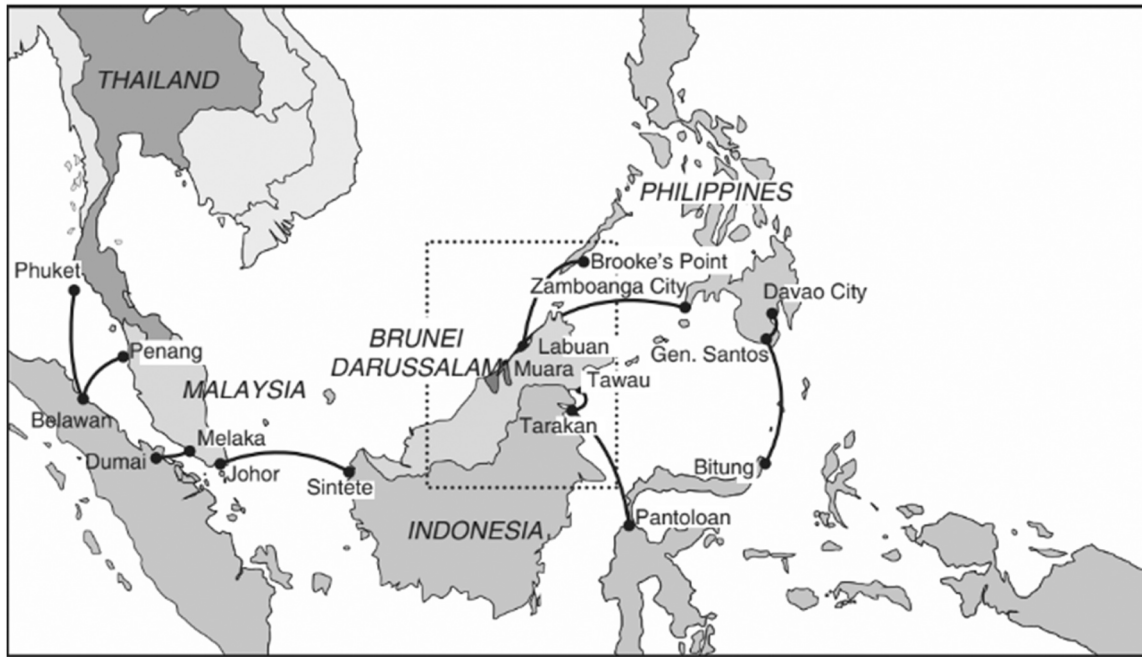 THAILAND
PHILIPPINES
Phuket
Brooke's Point
Zamboanga City
Davao City
BRUNEI
DARUSSALAM
Labuan
Gen. Santos
Penang
Muara
Tawau
MALAYSIA
Belawan
Tarakan
Melaka
Dumai
Johor
Bitung
Sintete
Pantoloan
INDONESIA